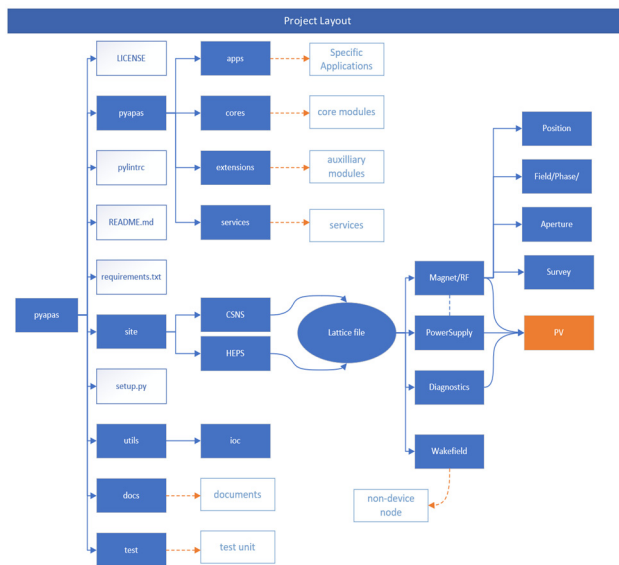 Project Layout
LICENSE
apps
Specific
Applications
pyapas
cores
core modules
Position
pylintrc
extensions
auxilliary
modules
Field/Phase/
README.md
services
services
Aperture
requirements.txt
Magnet/RF
Survey
pyapas
site
CSNS
HEPS
Lattice file
PowerSupply
PV
setup.py
Diagnostics
utils
ioc
Wakefield
docs
documents
non-device
node
test
test unit